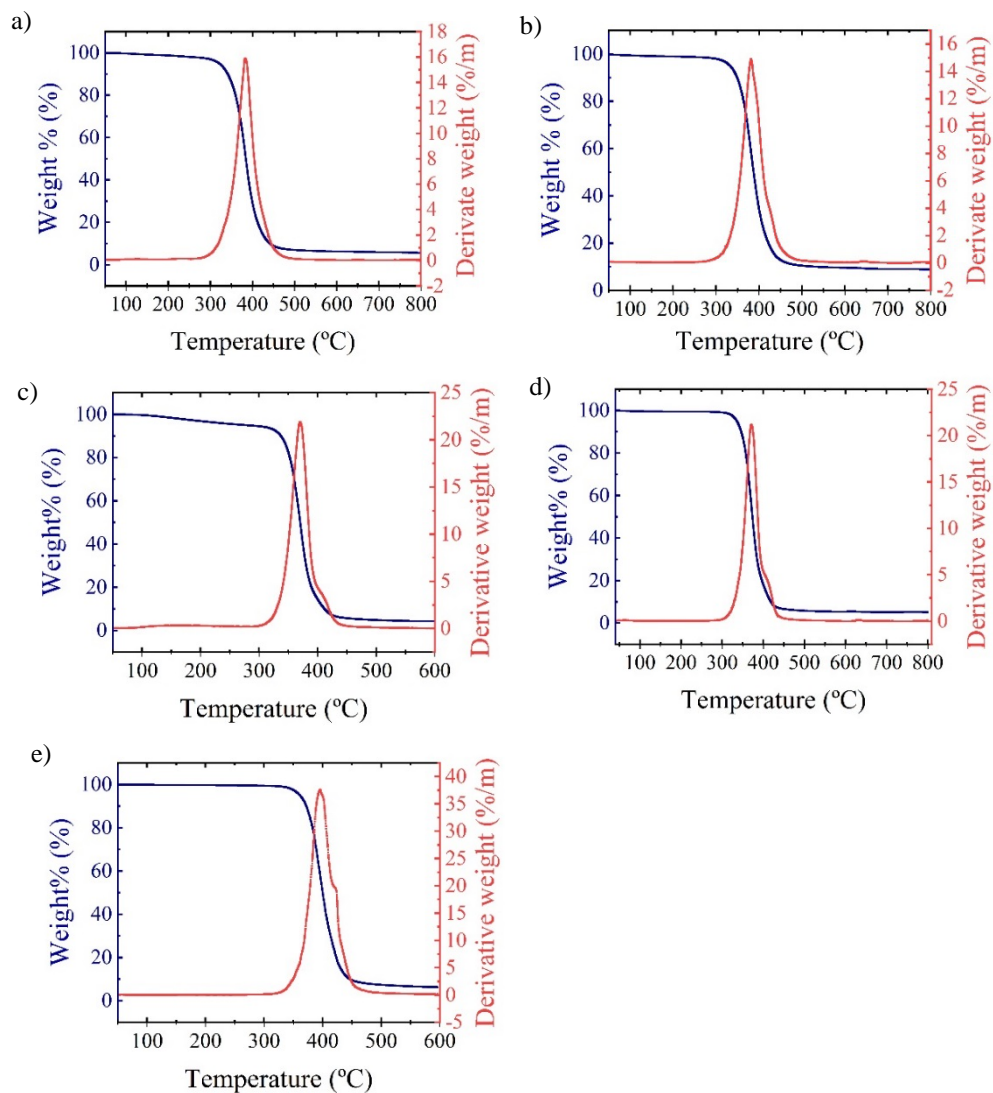 a)
Weight % (%)
100
80
60
40
20
0
100 200 300 400 500 600 700 800
Temperature (ºC)
18
16
14
12
10
8
6
4
2
0
-2
Derivate weight (%/m)
b)
Weight % (%)
100
80
60
40
20
10
0
100 200 300 400 500 600 700 800
Temperature (ºC)
16
14
12
10
8
6
4
2
0
-2
Derivate weight (%/m)
c)
Weight% (%)
100
80
60
40
20
0
100 200 300 400 500 600
Temperature (ºC)
25
20
15
10
5
0
Derivative weight (%/m)
d)
Weight% (%)
100
80
60
40
20
0
100 200 300 400 500 600 700 800
Temperature (ºC)
25
20
15
10
5
0
Derivative weight (%/m)
e)
Weight% (%)
100
80
60
40
20
0
100 200 300 400 500 600
Temperature (ºC)
40
35
30
25
20
15
10
5
0
-5
Derivative weight (%/m)